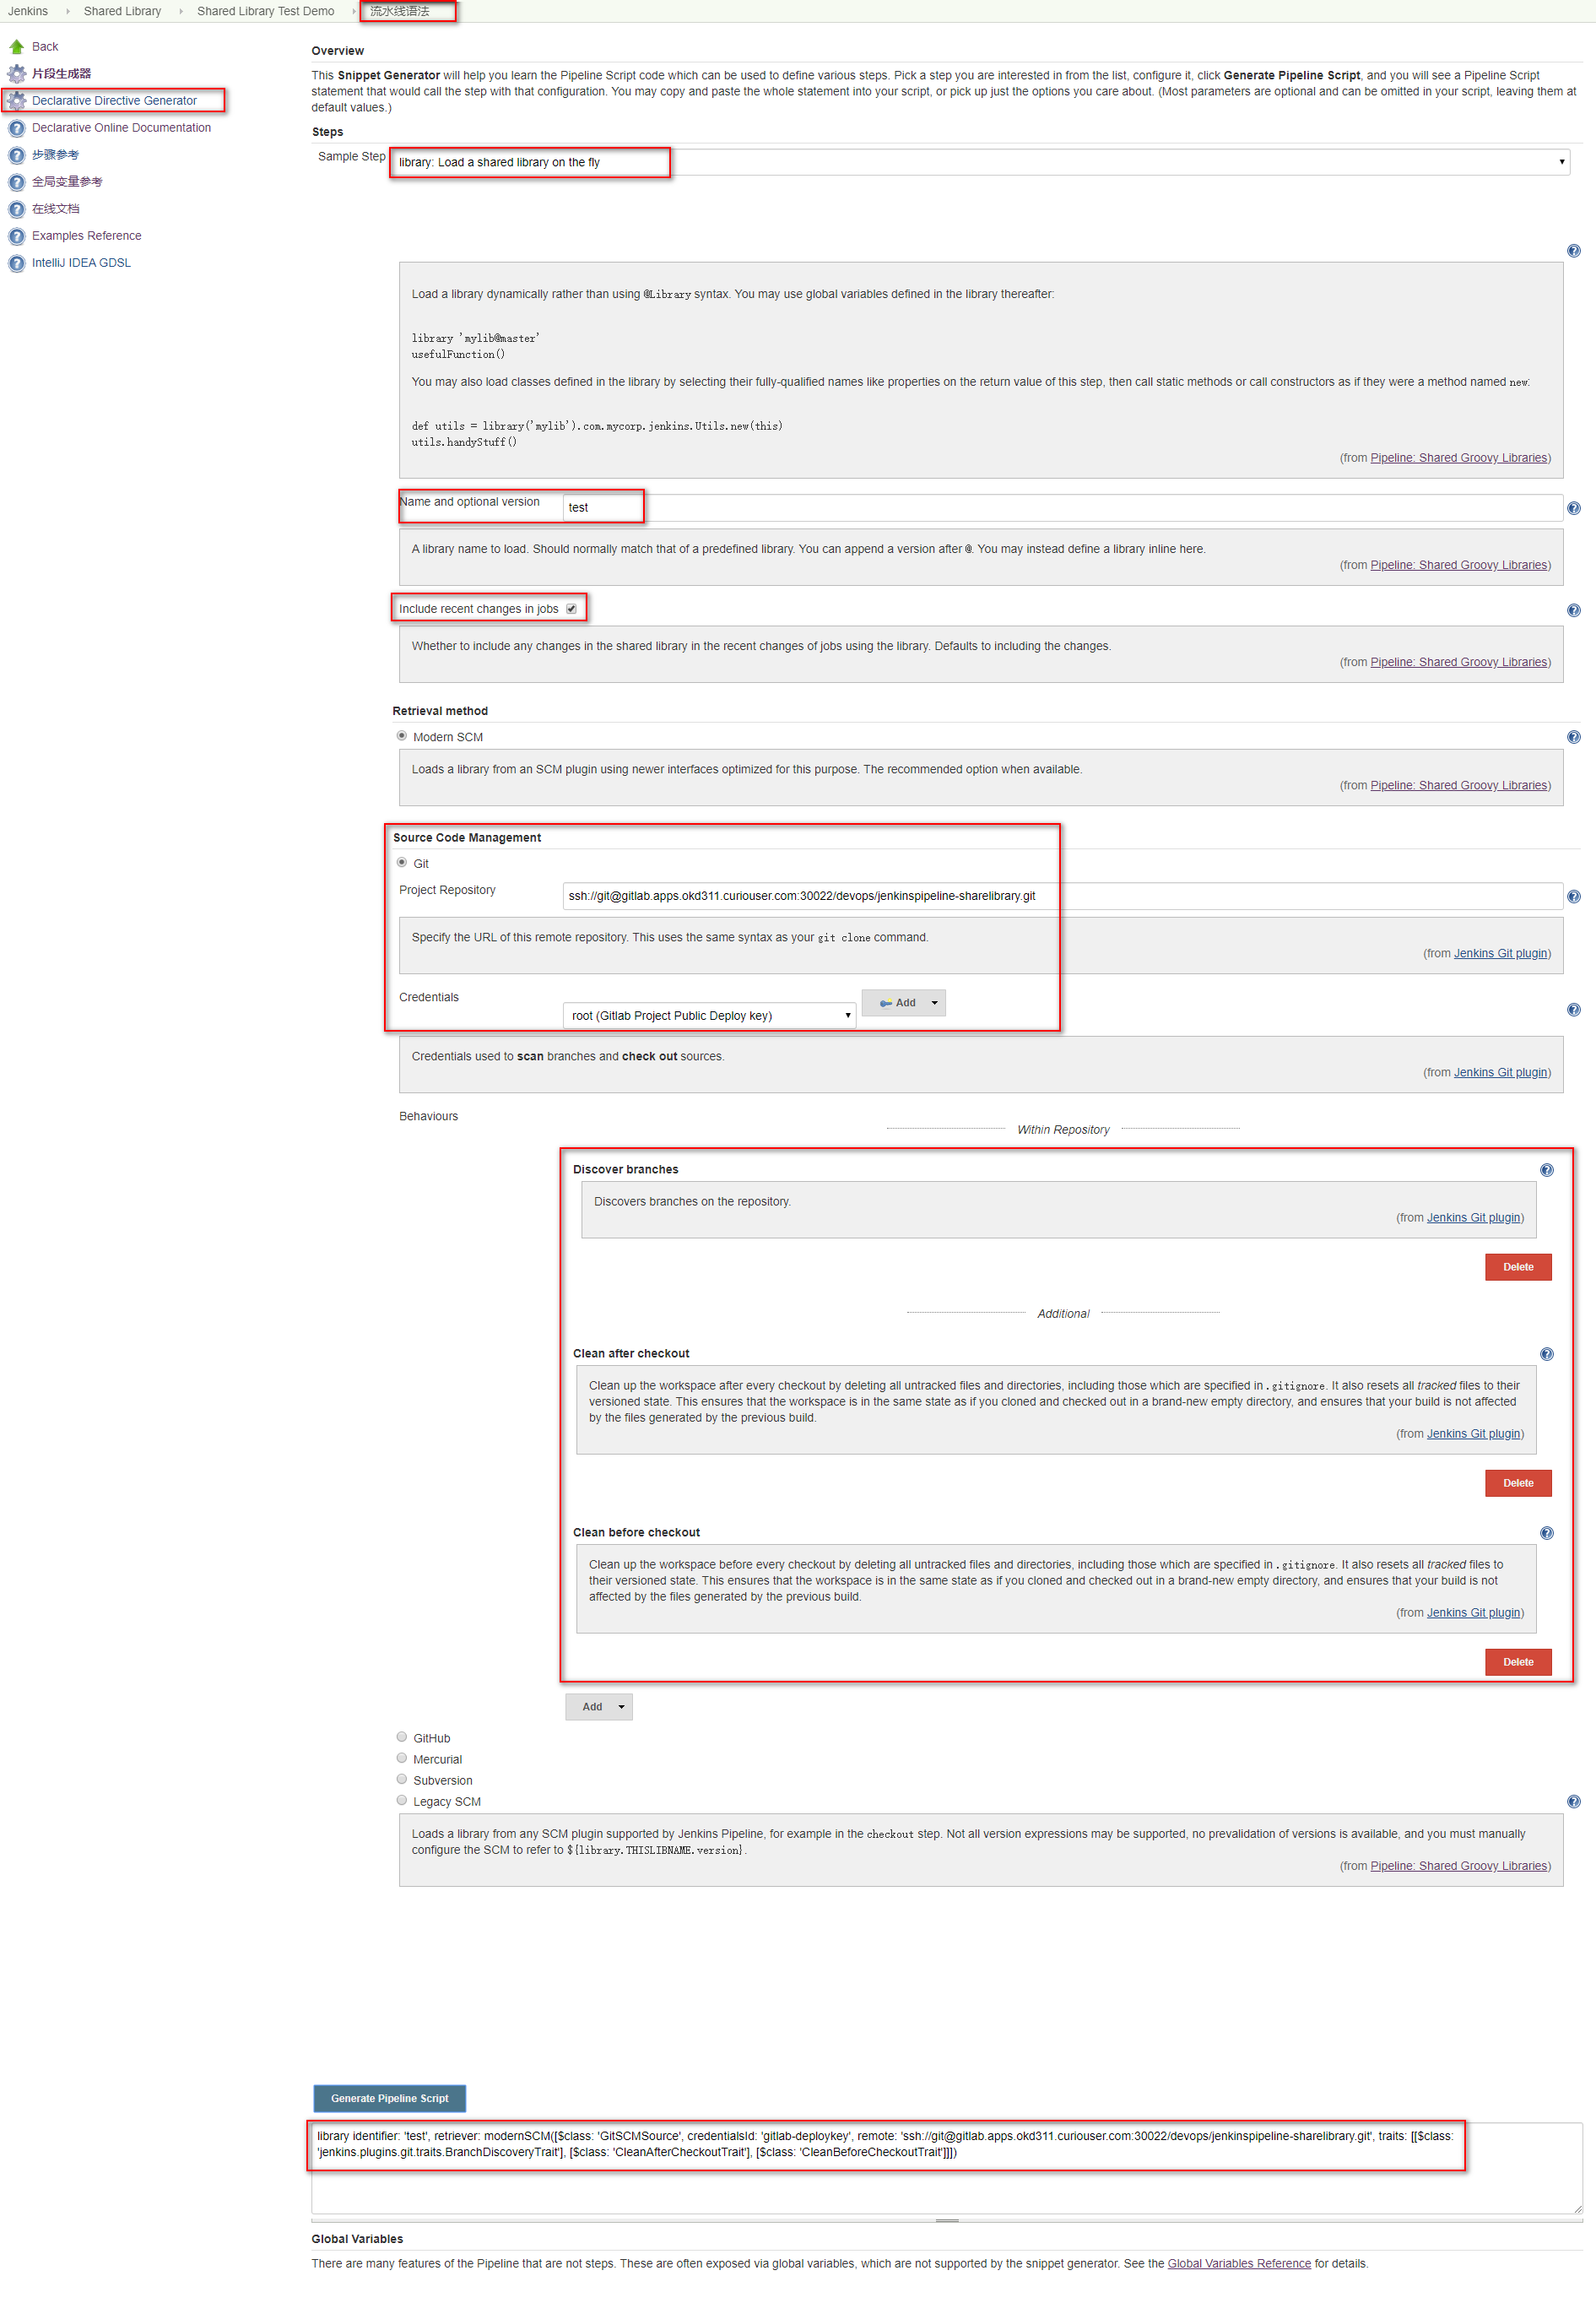 Jenkins ▸ Shared Library ▸ Shared Library Test Demo ▸ 流水线语法
Back
片段生成器
Declarative Directive Generator
Declarative Online Documentation
步骤参考
全局变量参考
在线文档
Examples Reference
IntelliJ IDEA GDSL
Overview
This Snippet Generator will help you learn the Pipeline Script code which can be used to define various steps. Pick a step you are interested in from the list, configure it, click Generate Pipeline Script, and you will see a Pipeline Script
statement that would call the step with that configuration. You may copy and paste the whole statement into your script, or pick up just the options you care about. (Most parameters are optional and can be omitted in your script, leaving them at
default values.)
Steps
Sample Step library: Load a shared library on the fly
Load a library dynamically rather than using @Library syntax. You may use global variables defined in the library thereafter:
library 'mylib@master'
usefulFunction()
You may also load classes defined in the library by selecting their fully-qualified names like properties on the return value of this step, then call static methods or call constructors as if they were a method named new:
def utils = library('mylib').com.mycorp.jenkins.Utils.new(this)
utils.handyStuff()
(from Pipeline: Shared Groovy Libraries)
Name and optional version test
A library name to load. Should normally match that of a predefined library. You can append a version after @. You may instead define a library inline here.
(from Pipeline: Shared Groovy Libraries)
Include recent changes in jobs
Whether to include any changes in the shared library in the recent changes of jobs using the library. Defaults to including the changes.
(from Pipeline: Shared Groovy Libraries)
Retrieval method
Modern SCM
Loads a library from an SCM plugin using newer interfaces optimized for this purpose. The recommended option when available.
(from Pipeline: Shared Groovy Libraries)
Source Code Management
Git
Project Repository ssh://git@gitlab.apps.okd311.curiouser.com:30022/devops/jenkinspipeline-sharelibrary.git
Specify the URL of this remote repository. This uses the same syntax as your git clone command.
(from Jenkins Git plugin)
Credentials root (Gitlab Project Public Deploy key) Add
Credentials used to scan branches and check out sources.
(from Jenkins Git plugin)
Behaviours
Within Repository
Discover branches
Discovers branches on the repository.
(from Jenkins Git plugin)
Delete
Additional
Clean after checkout
Clean up the workspace after every checkout by deleting all untracked files and directories, including those which are specified in .gitignore. It also resets all tracked files to their
versioned state. This ensures that the workspace is in the same state as if you cloned and checked out in a brand-new empty directory, and ensures that your build is not affected
by the files generated by the previous build.
(from Jenkins Git plugin)
Delete
Clean before checkout
Clean up the workspace before every checkout by deleting all untracked files and directories, including those which are specified in .gitignore. It also resets all tracked files to
their versioned state. This ensures that the workspace is in the same state as if you cloned and checked out in a brand-new empty directory, and ensures that your build is not
affected by the files generated by the previous build.
(from Jenkins Git plugin)
Delete
Add
GitHub
Mercurial
Subversion
Legacy SCM
Loads a library from any SCM plugin supported by Jenkins Pipeline, for example in the checkout step. Not all version expressions may be supported, no prevalidation of versions is available, and you must manually
configure the SCM to refer to ${library.THISLIBNAME.version}.
(from Pipeline: Shared Groovy Libraries)
Generate Pipeline Script
library identifier: 'test', retriever: modernSCM([$class: 'GitSCMSource', credentialsId: 'gitlab-deploykey', remote: 'ssh://git@gitlab.apps.okd311.curiouser.com:30022/devops/jenkinspipeline-sharelibrary.git', traits: [[$class:
'jenkins.plugins.git.traits.BranchDiscoveryTrait'], [$class: 'CleanAfterCheckoutTrait'], [$class: 'CleanBeforeCheckoutTrait']]])
Global Variables
There are many features of the Pipeline that are not steps. These are often exposed via global variables, which are not supported by the snippet generator. See the Global Variables Reference for details.